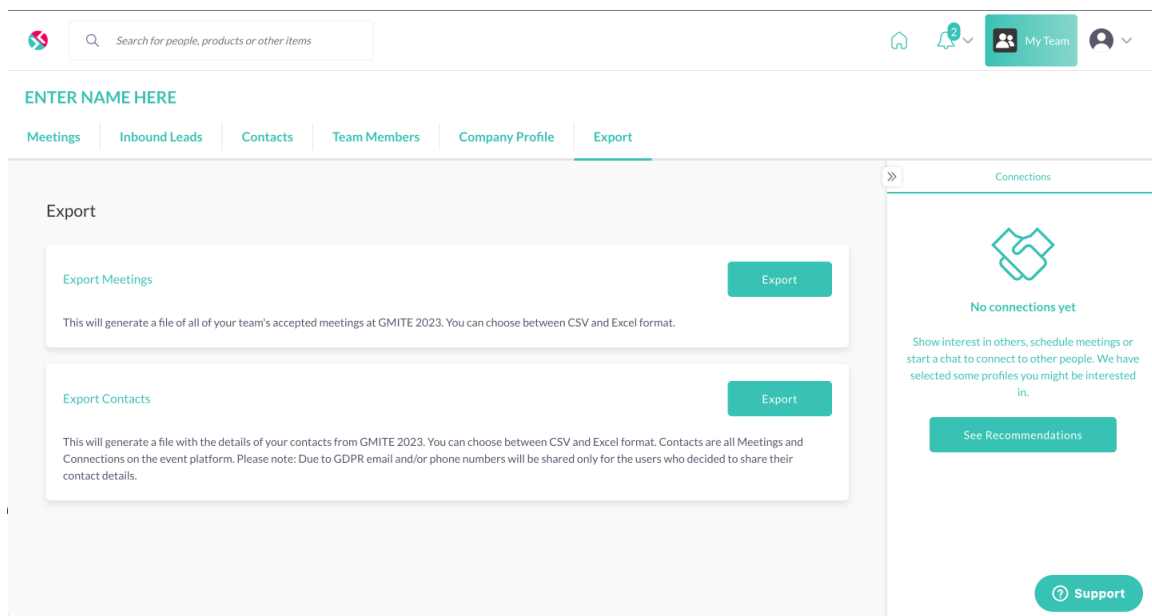 Search for people, products or other items
2
My Team
ENTER NAME HERE
Meetings
Inbound Leads
Contacts
Team Members
Company Profile
Export
Export
Export Meetings
Export
This will generate a file of all of your team's accepted meetings at GMITE 2023. You can choose between CSV and Excel format.
Export Contacts
Export
This will generate a file with the details of your contacts from GMITE 2023. You can choose between CSV and Excel format. Contacts are all Meetings and
Connections on the event platform. Please note: Due to GDPR email and/or phone numbers will be shared only for the users who decided to share their
contact details.
Connections
No connections yet
Show interest in others, schedule meetings or
start a chat to connect to other people. We have
selected some profiles you might be interested
in.
See Recommendations
Support